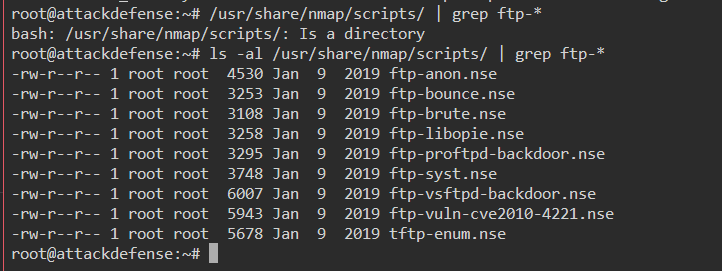 root@attackdefense:~# /usr/share/nmap/scripts/ | grep ftp-*
bash: /usr/share/nmap/scripts/: Is a directory
root@attackdefense:~# ls -al /usr/share/nmap/scripts/ | grep ftp-*
-rw-r--r-- 1 root root  4530 Jan  9  2019 ftp-anon.nse
-rw-r--r-- 1 root root  3253 Jan  9  2019 ftp-bounce.nse
-rw-r--r-- 1 root root  3108 Jan  9  2019 ftp-brute.nse
-rw-r--r-- 1 root root  3258 Jan  9  2019 ftp-libopie.nse
-rw-r--r-- 1 root root  3295 Jan  9  2019 ftp-proftpd-backdoor.nse
-rw-r--r-- 1 root root  3748 Jan  9  2019 ftp-syst.nse
-rw-r--r-- 1 root root  6007 Jan  9  2019 ftp-vsftpd-backdoor.nse
-rw-r--r-- 1 root root  5943 Jan  9  2019 ftp-vuln-cve2010-4221.nse
-rw-r--r-- 1 root root  5678 Jan  9  2019 tftp-enum.nse
root@attackdefense:~#